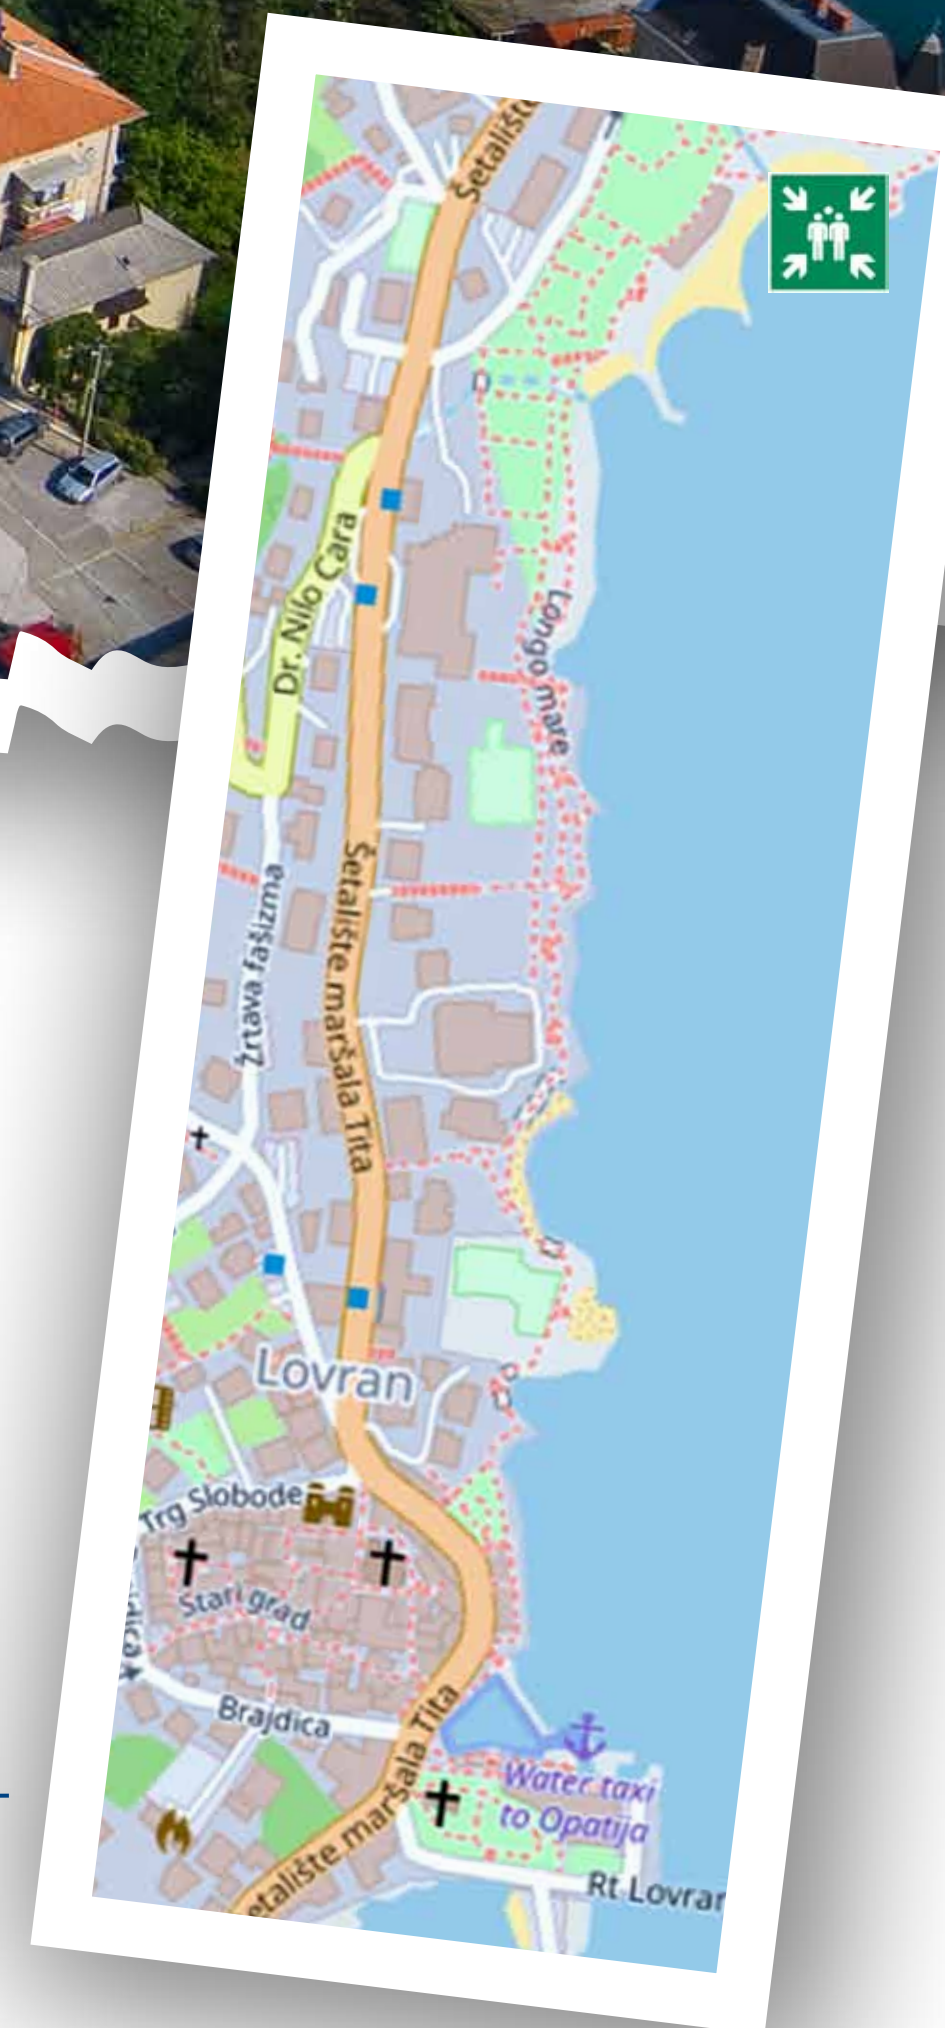 Šetalište
Dr. Nilo Cara
Longo mare
Šetalište maršala Tita
Žrtava fašizma
Lovran
Trg Slobode
Stari grad
Brajdica
etalište maršala Tita
Water taxi
to Opatija
Rt Lovran